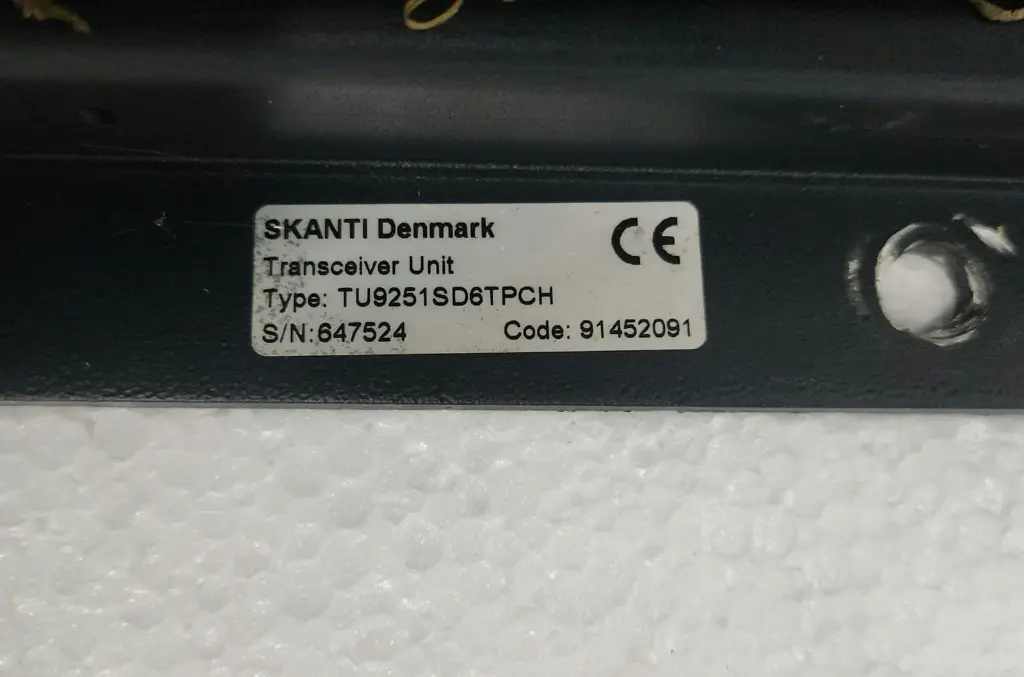 SKANTI Denmark CE
Transceiver Unit
Type: TU9251SD6TPCH
S/N:647524 Code: 91452091